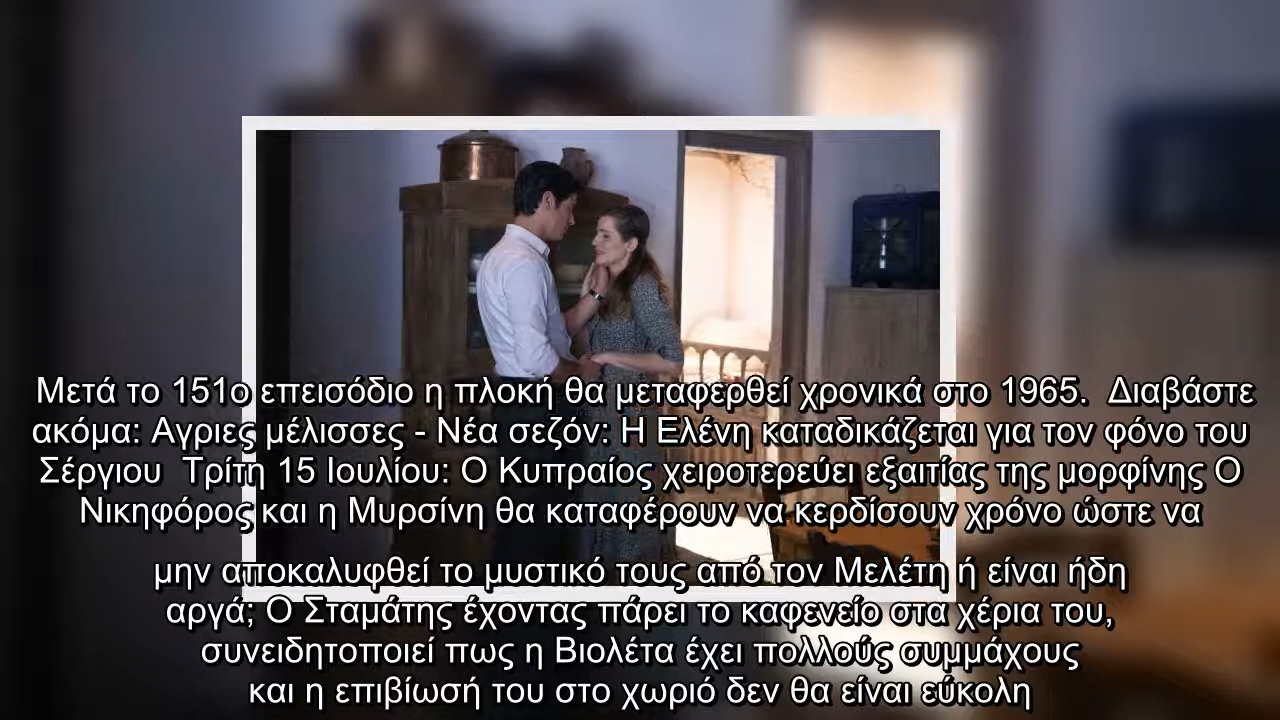 Μετά το 151ο επεισόδιο η πλοκή θα μεταφερθεί χρονικά στο 1965.  Διαβάστε
ακόμα: Αγριες μέλισσες - Νέα σεζόν: Η Ελένη καταδικάζεται για τον φόνο του
Σέργιου  Τρίτη 15 Ιουλίου: Ο Κυπραίος χειροτερεύει εξαιτίας της μορφίνης Ο
Νικηφόρος και η Μυρσίνη θα καταφέρουν να κερδίσουν χρόνο ώστε να
μην αποκαλυφθεί το μυστικό τους από τον Μελέτη ή είναι ήδη
αργά; Ο Σταμάτης έχοντας πάρει το καφενείο στα χέρια του,
συνειδητοποιεί πως η Βιολέτα έχει πολλούς συμμάχους
και η επιβίωσή του στο χωριό δεν θα είναι εύκολη